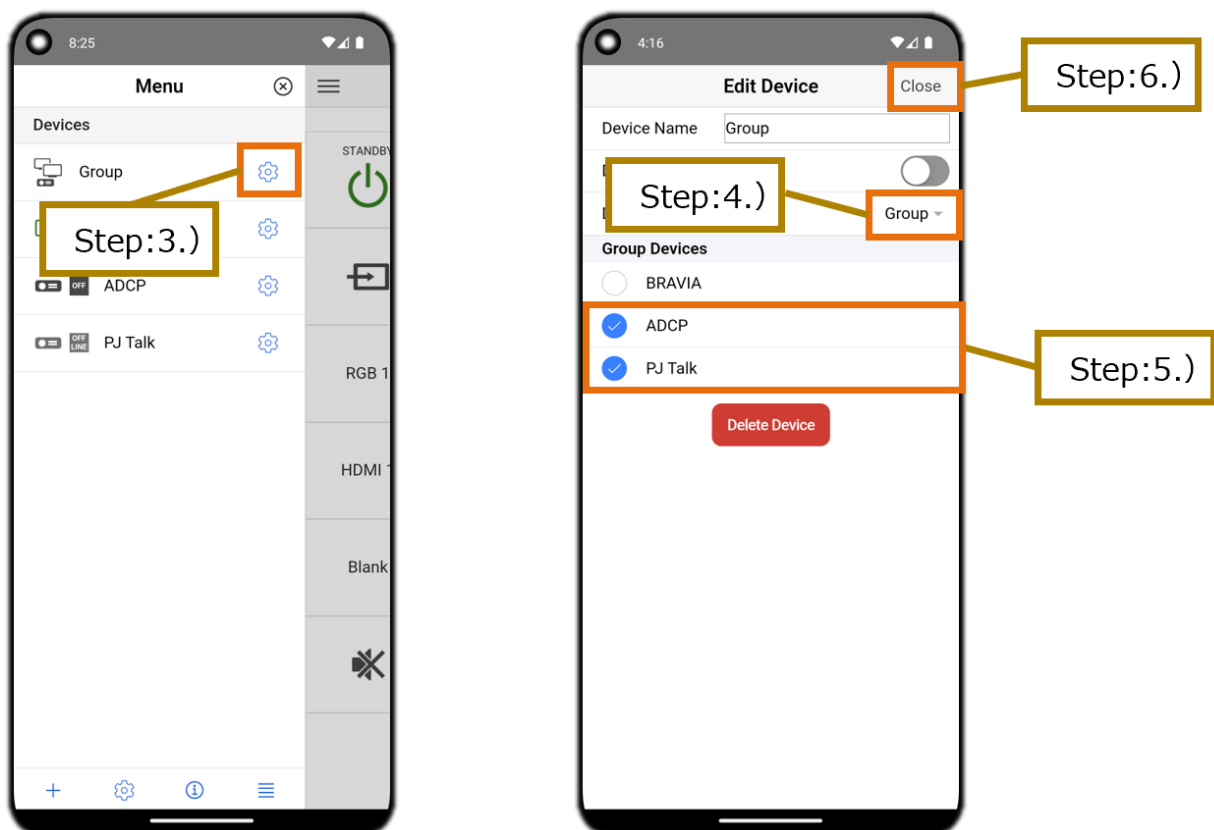 8:25
Menu
Devices
Group
Step:3.)
OFF
ADCP
OFF LINE
PJ Talk
STANDBY
RGB 1
HDMI 1
Blank
4:16
Edit Device
Close
Step:6.)
Device Name
Group
Step:4.)
Group
Group Devices
BRAVIA
ADCP
PJ Talk
Step:5.)
Delete Device